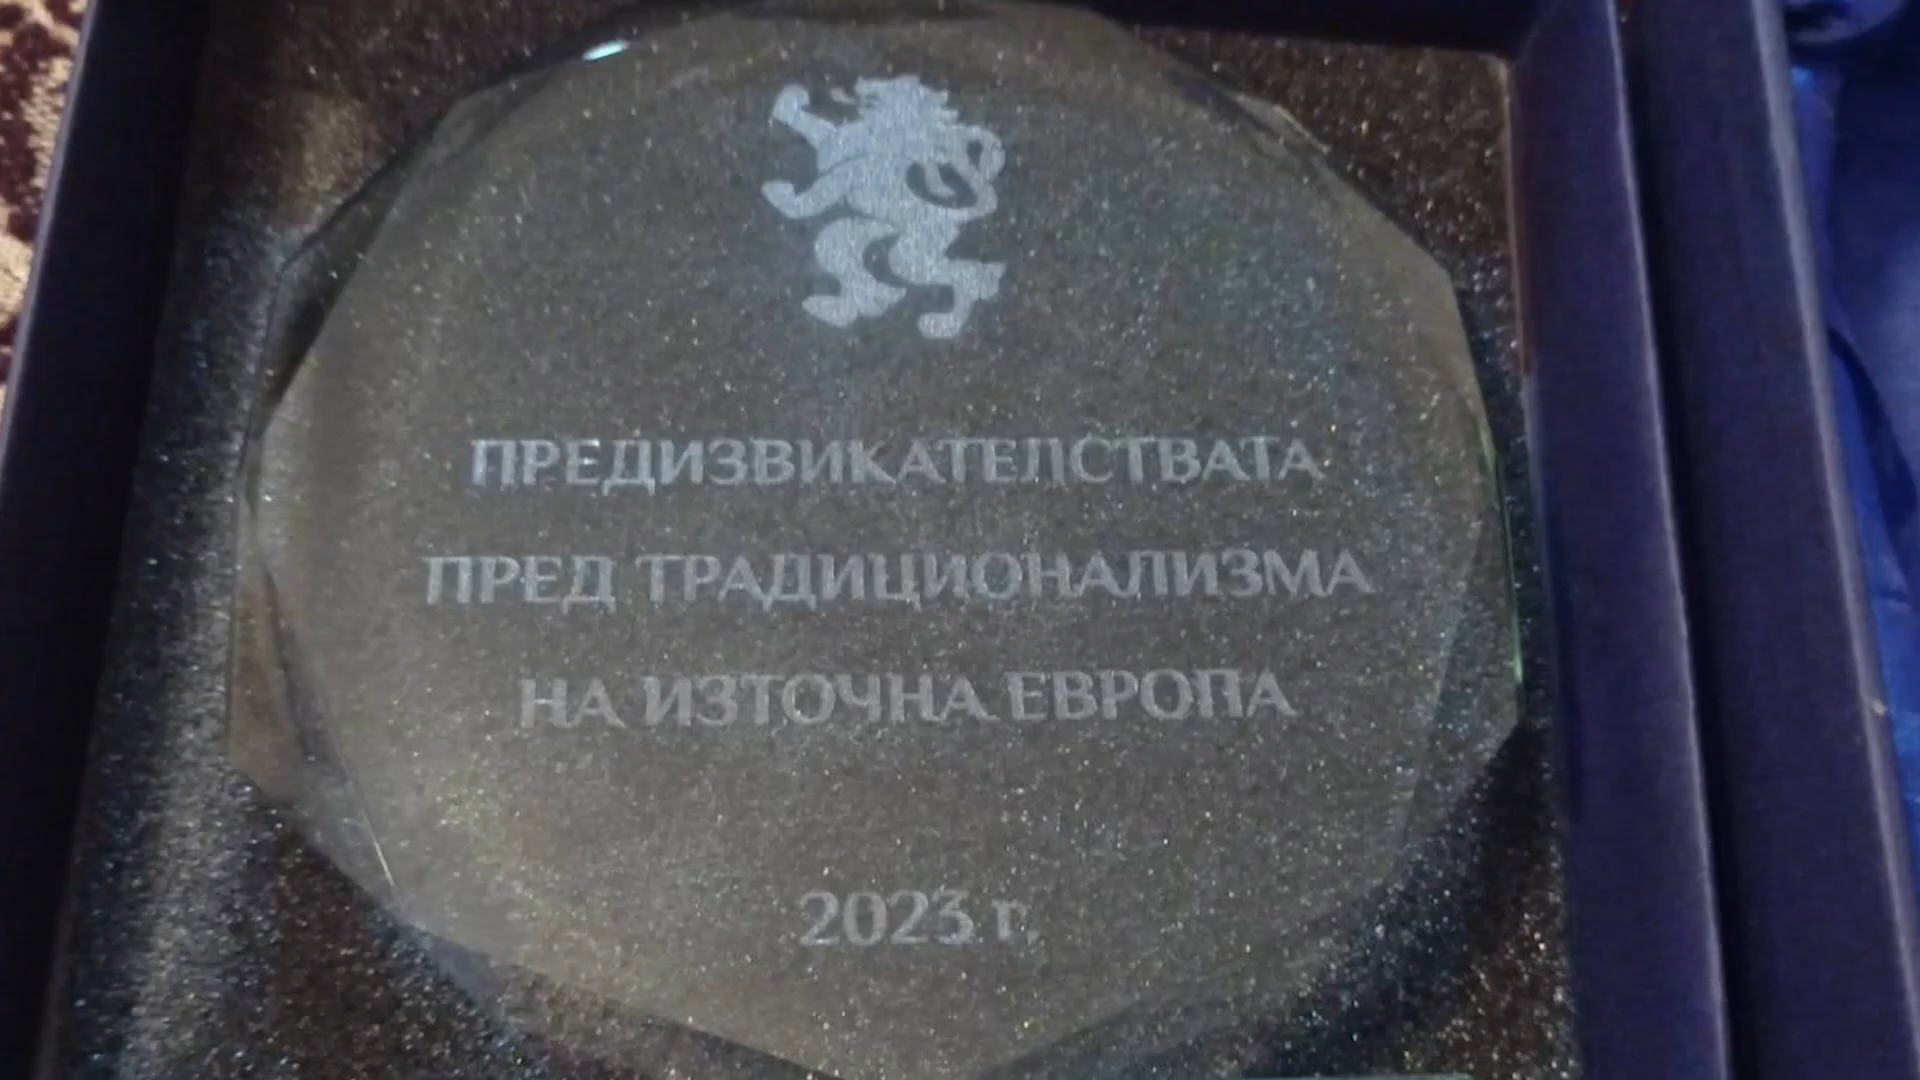 ПРЕДИЗВИКАТЕЛСТВАТА
ПРЕД ТРАДИЦИОНАЛИЗМА
НА ИЗТОЧНА ЕВРОПА
2023 г.